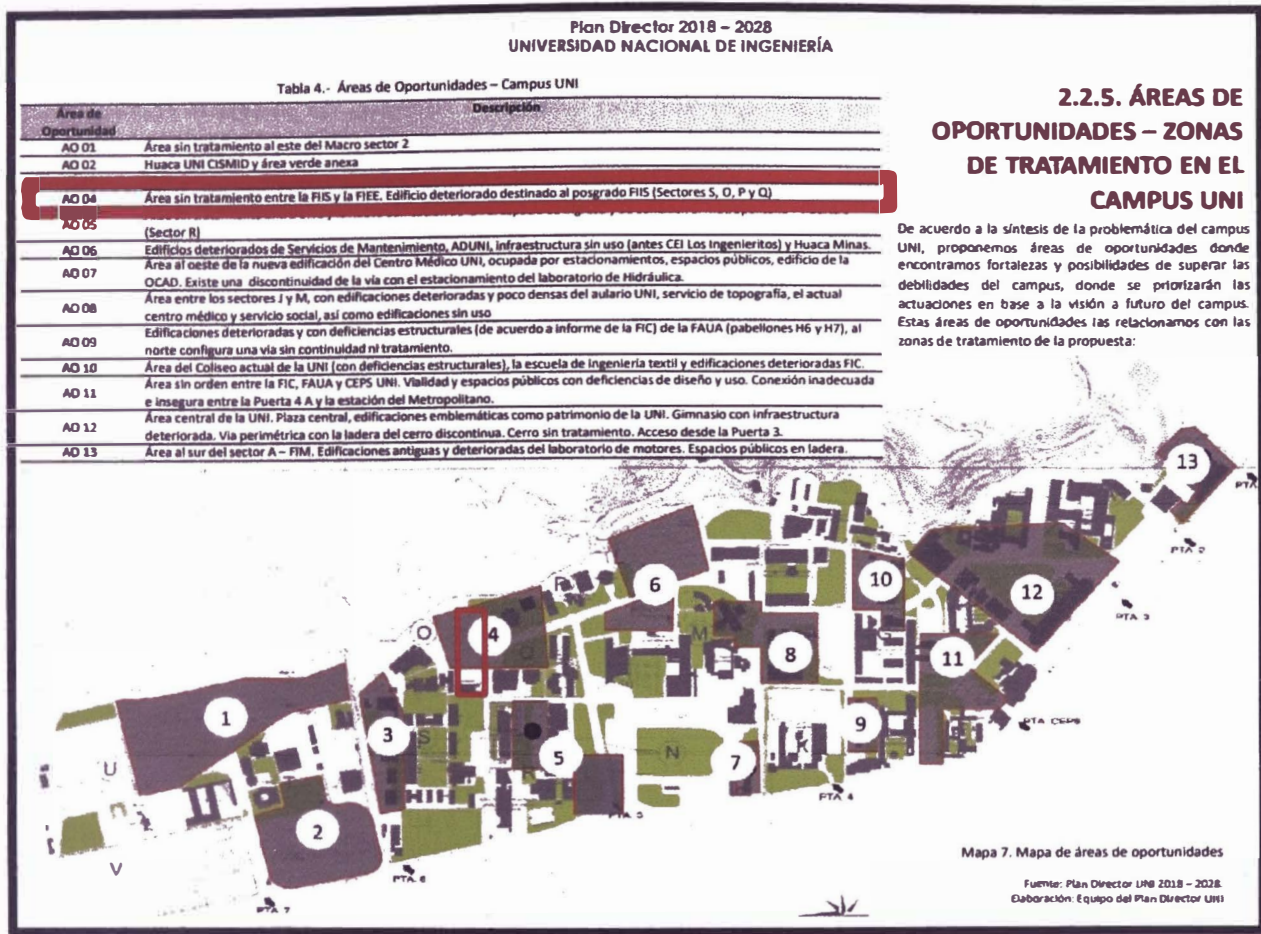 Plan Director 2018 – 2028
UNIVERSIDAD NACIONAL DE INGENIERÍA
Tabla 4.- Áreas de Oportunidades – Campus UNI
Área de Oportunidad
Descripción
AO 01 Área sin tratamiento al este del Macro sector 2
AO 02 Huaca UNI CISMID y área verde anexa
AO 04 Área sin tratamiento entre la FIIS y la FIEE. Edificio deteriorado destinado al posgrado FIIS (Sectores S, O, P y Q)
AO 05
(Sector R)
AO 06 Edificios deteriorados de Servicios de Mantenimiento, ADUNI, infraestructura sin uso (antes CEI Los Ingenieritos) y Huaca Minas.
AO 07 Área al oeste de la nueva edificación del Centro Médico UNI, ocupada por estacionamientos, espacios públicos, edificio de la
OCAD. Existe una discontinuidad de la vía con el estacionamiento del laboratorio de Hidráulica.
AO 08 Área entre los sectores J y M, con edificaciones deterioradas y poco densas del aulario UNI, servicio de topografía, el actual
centro médico y servicio social, así como edificaciones sin uso
AO 09 Edificaciones deterioradas y con deficiencias estructurales (de acuerdo a informe de la FIC) de la FAUA (pabellones H6 y H7), al
norte configura una vía sin continuidad ni tratamiento.
AO 10 Área del Coliseo actual de la UNI (con deficiencias estructurales), la escuela de ingeniería textil y edificaciones deterioradas FIC.
AO 11 Área sin orden entre la FIC, FAUA y CEPS UNI. Vialidad y espacios públicos con deficiencias de diseño y uso. Conexión inadecuada
e insegura entre la Puerta 4 A y la estación del Metropolitano.
AO 12 Área central de la UNI. Plaza central, edificaciones emblemáticas como patrimonio de la UNI. Gimnasio con infraestructura
deteriorada. Vía perimétrica con la ladera del cerro discontinua. Cerro sin tratamiento. Acceso desde la Puerta 3.
AO 13 Área al sur del sector A – FIM. Edificaciones antiguas y deterioradas del laboratorio de motores. Espacios públicos en ladera.
2.2.5. ÁREAS DE
OPORTUNIDADES – ZONAS
DE TRATAMIENTO EN EL
CAMPUS UNI
De acuerdo a la síntesis de la problemática del campus
UNI, proponemos áreas de oportunidades donde
encontramos fortalezas y posibilidades de superar las
debilidades del campus, donde se priorizarán las
actuaciones en base a la visión a futuro del campus.
Estas áreas de oportunidades las relacionamos con las
zonas de tratamiento de la propuesta:
13
PTA
PTA 2
12
PTA 3
10
6
P
O
4
Q
M
8
G
11
1
3
S
5
R
N
7
K
9
PTA CEPS
U
2
PTA 4
V
PTA 6
PTA 7
Mapa 7. Mapa de áreas de oportunidades
Fuente: Plan Director UNI 2018 – 2028
Elaboración: Equipo del Plan Director UNI